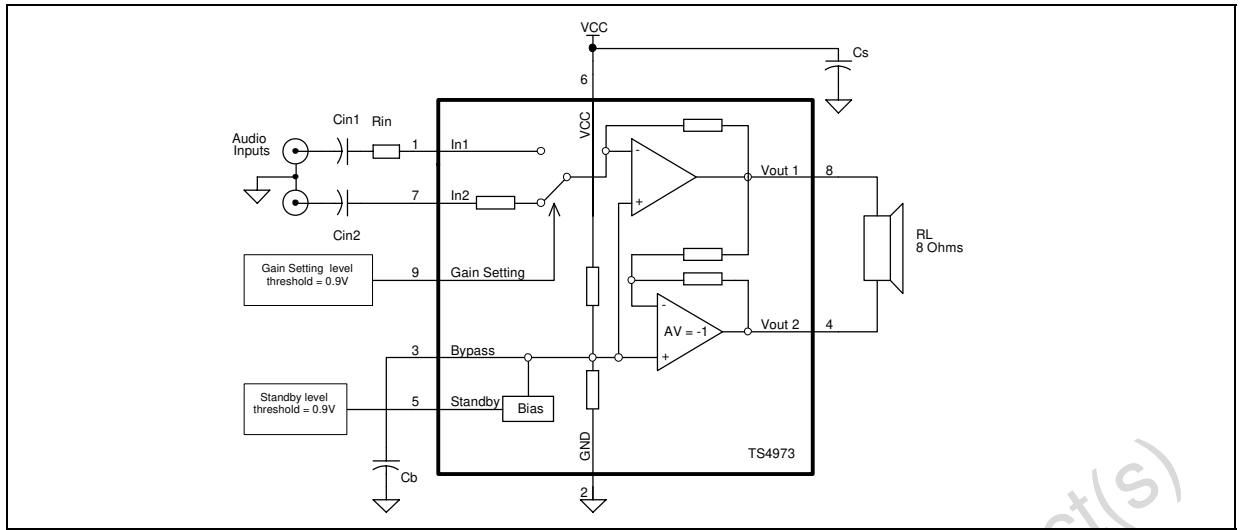 VCC
Cs
6
VCC
Cin1
Rin
Audio
Inputs
1
In1
7
In2
Cin2
-
+
Vout 1
8
RL
8 Ohms
Gain Setting level
threshold = 0.9V
9
Gain Setting
-
AV = -1
+
Vout 2
4
3
Bypass
Standby level
threshold = 0.9V
5
Standby
Bias
GND
TS4973
Cb
2
ct(s)